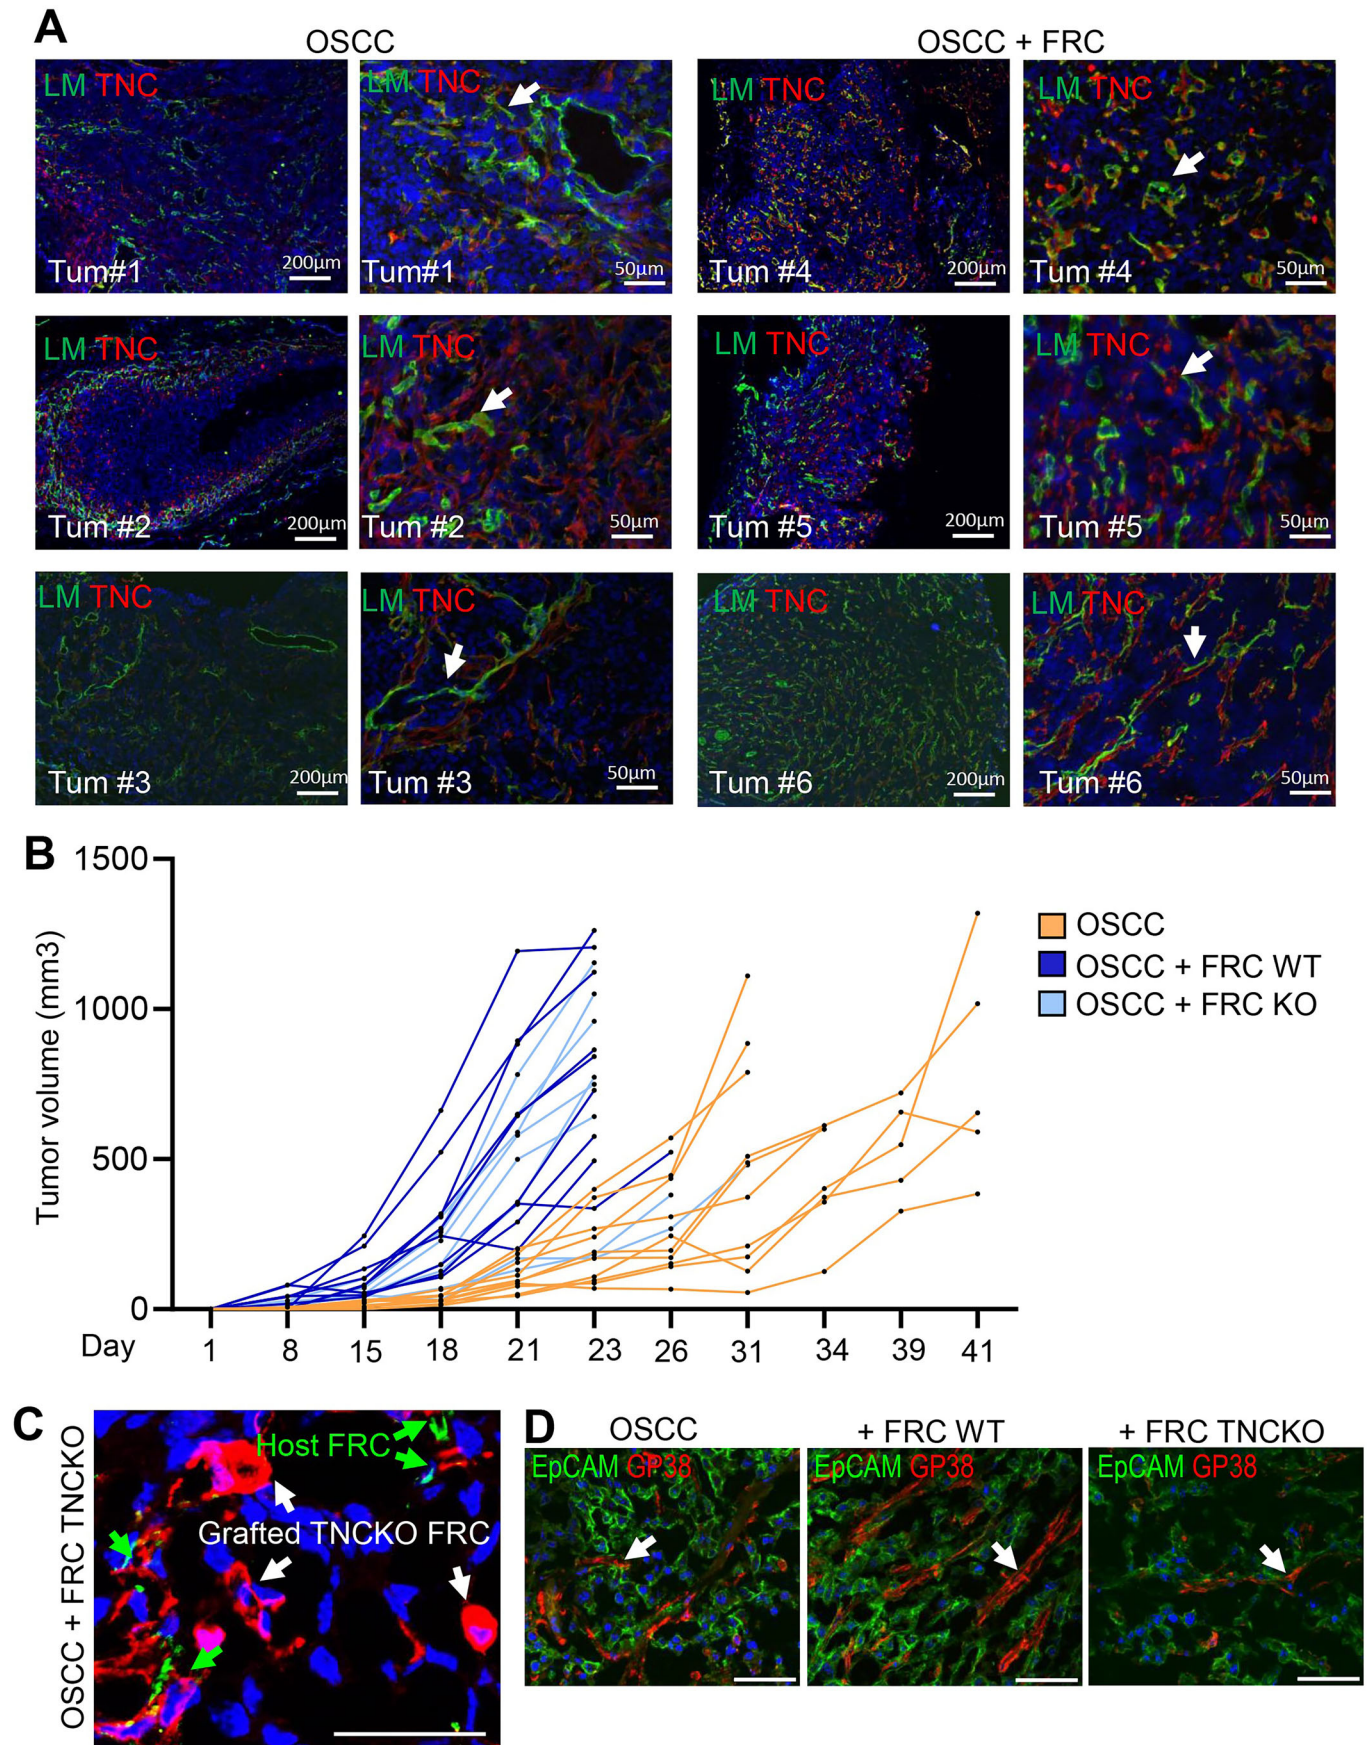 A
OSCC
OSCC + FRC
LM TNC
LM TNC
LM TNC
LM TNC
Tum#1
200µm
Tum#1
50µm
Tum #4
200µm
Tum #4
50µm
LM TNC
LM TNC
LM TNC
LM TNC
Tum #2
200µm
Tum #2
50µm
Tum #5
200µm
Tum #5
50µm
LM TNC
LM TNC
LM TNC
LM TNC
Tum #3
200µm
Tum #3
50µm
Tum #6
200µm
Tum #6
50µm
B
Tumor volume (mm3)
1500
1000
500
0
Day
1 8 15 18 21 23 26 31 34 39 41
OSCC
OSCC + FRC WT
OSCC + FRC KO
C
OSCC + FRC TNCKO
Host FRC
Grafted TNCKO FRC
D
OSCC
+ FRC WT
+ FRC TNCKO
EpCAM GP38
EpCAM GP38
EpCAM GP38